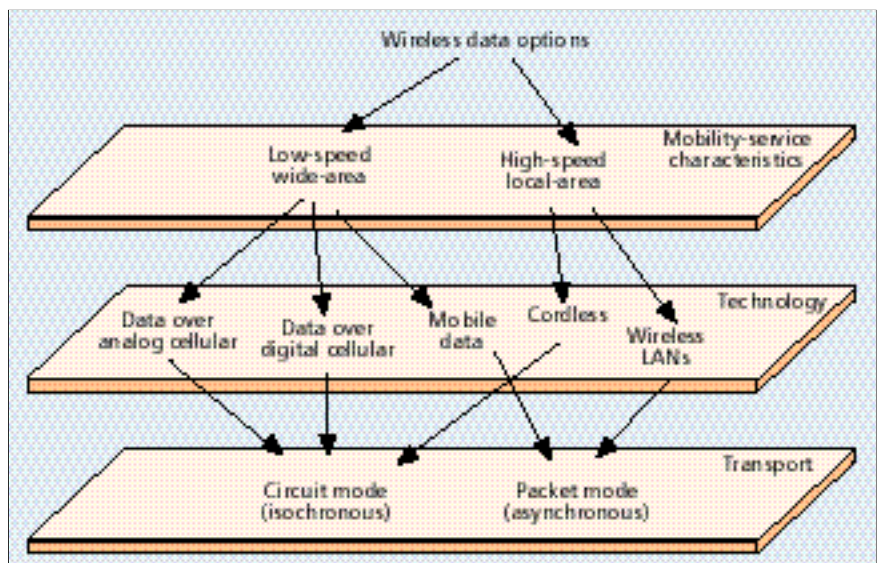 Wireless data options
Mobility-service
characteristics
Low-speed
wide-area
High-speed
local-area
Technology
Data over
analog cellular
Data over
digital cellular
Mobile
data
Cordless
Wireless
LANs
Transport
Circuit mode
(isochronous)
Packet mode
(asynchronous)